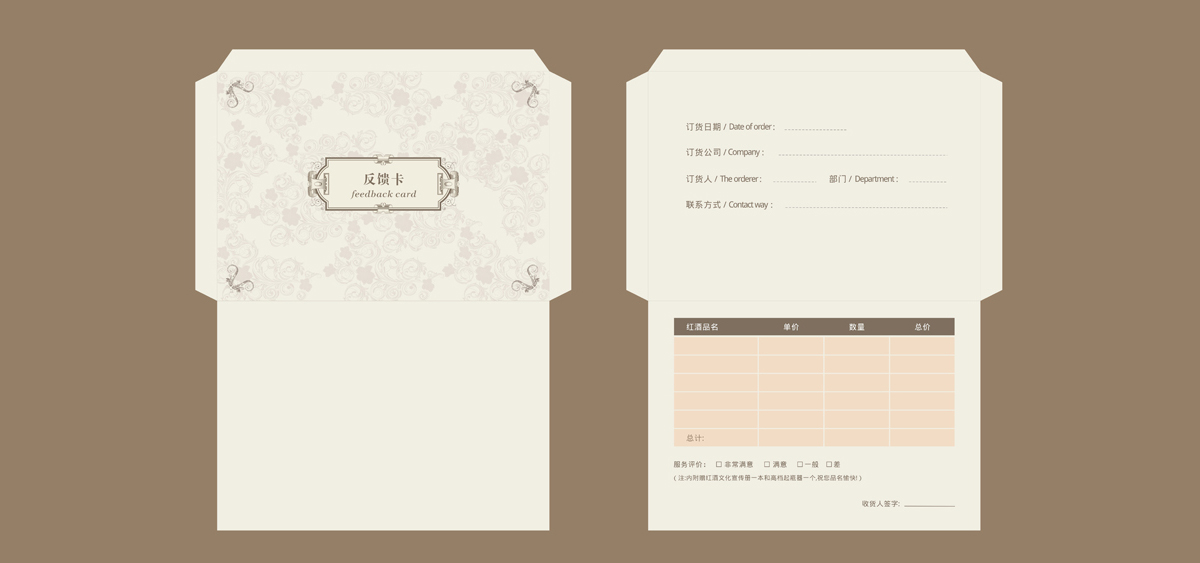 反馈卡
feedback card
订货日期 / Date of order :
订货公司 / Company :
订货人 / The orderer : 部门 / Department :
联系方式 / Contact way :
红酒品名 单价 数量 总价
总计:
服务评价: □ 非常满意 □ 满意 □ 一般 □ 差
( 注:内附赠红酒文化宣传册一本和高档起瓶器一个,祝您品名愉快! )
收货人签字: